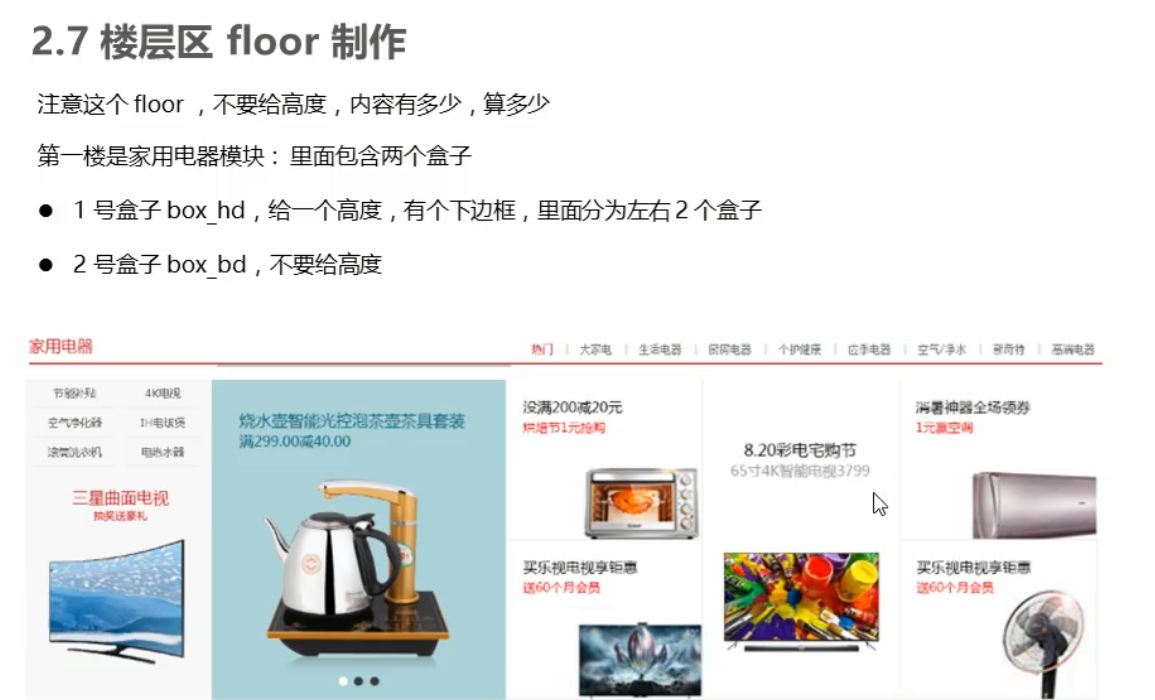 2.7 楼层区 floor 制作
注意这个 floor ，不要给高度，内容有多少，算多少
第一楼是家用电器模块：里面包含两个盒子
● 1 号盒子 box_hd，给一个高度，有个下边框，里面分为左右 2 个盒子
● 2 号盒子 box_bd，不要给高度
家用电器
热门 | 大家电 | 生活电器 | 厨房电器 | 个护健康 | 应季电器 | 空气/净水 | 新奇特 | 高端电器
节能补贴 4K电视
空气净化器 IH电饭煲
滚筒洗衣机 电热水器
三星曲面电视
抽奖送豪礼
烧水壶智能光控泡茶壶茶具套装
满299.00减40.00
没满200减20元
烘培节1元抢购
买乐视电视享钜惠
送60个月会员
8.20彩电宅购节
65寸4K智能电视3799
消暑神器全场领券
1元赢空调
买乐视电视享钜惠
送60个月会员